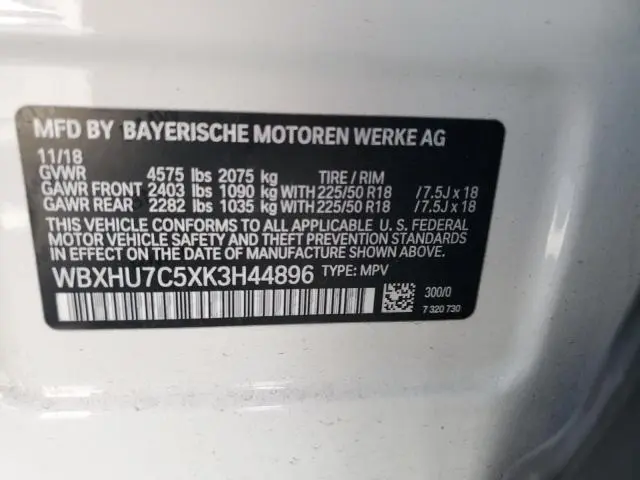 MFD BY BAYERISCHE MOTOREN WERKE AG
11/18
GVWR 4575 lbs 2075 kg TIRE / RIM
GAWR FRONT 2403 lbs 1090 kg WITH 225/50 R18 /7.5J x 18
GAWR REAR 2282 lbs 1035 kg WITH 225/50 R18 /7.5J x 18
THIS VEHICLE CONFORMS TO ALL APPLICABLE U. S. FEDERAL
MOTOR VEHICLE SAFETY AND THEFT PREVENTION STANDARDS
IN EFFECT ON THE DATE OF MANUFACTURE SHOWN ABOVE.
WBXHU7C5XK3H44896 TYPE: MPV
300/0
7 320 730